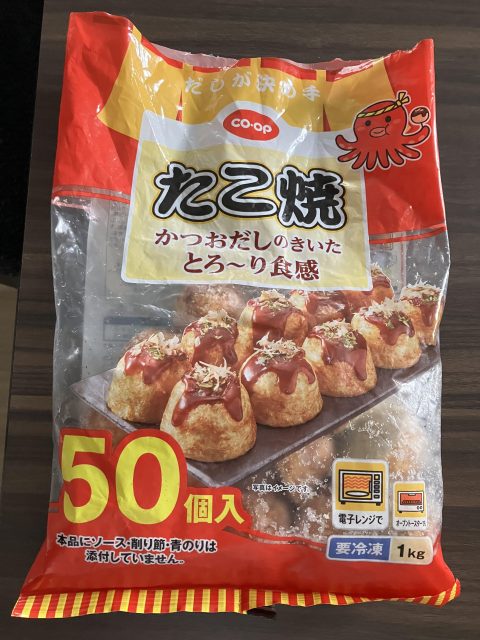 だしが決め手
CO·OP
たこ焼
かつおだしのきいた
とろ～り食感
写真はイメージです。
50個入
電子レンジで
オーブントースターで
本品にソース・削り節・青のりは
添付していません。
要冷凍 1kg